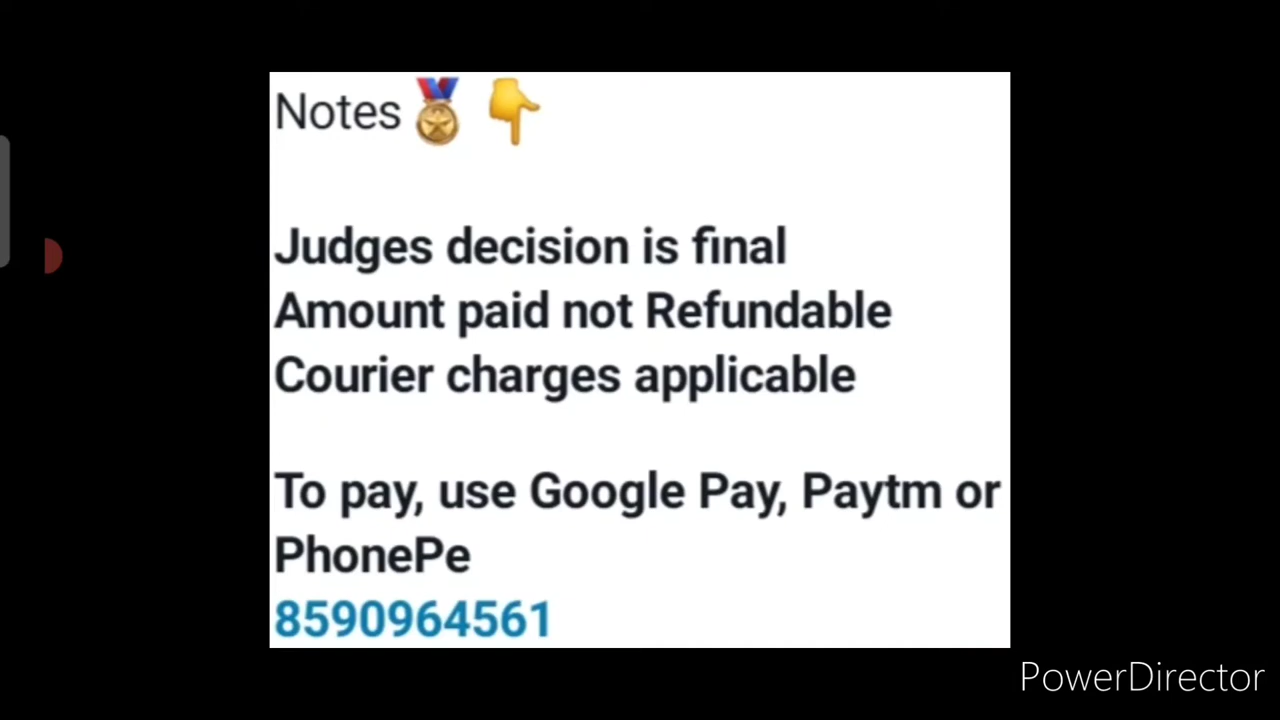 Notes🏅 👇
Judges decision is final
Amount paid not Refundable
Courier charges applicable
To pay, use Google Pay, Paytm or
PhonePe
8590964561
PowerDirector